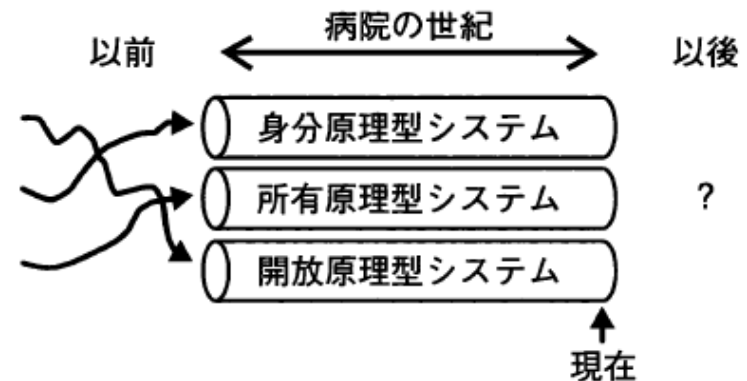 病院の世紀
以前
以後
身分原理型システム
所有原理型システム
?
開放原理型システム
現在